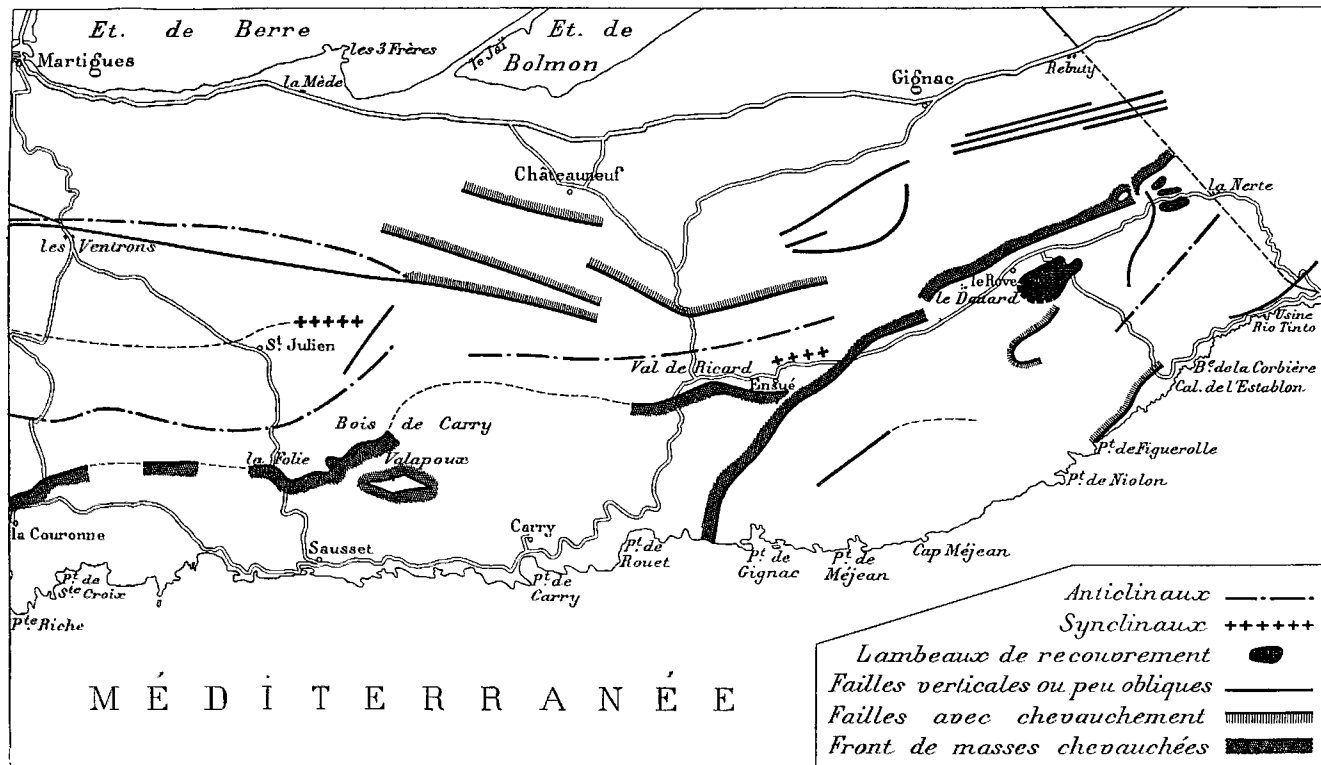 Et. de Berre
Et. de
Bolmon
les 3 Frères
le Jaï
Martigues
la Mède
Gignac
Rebuty
Châteauneuf
la Nerte
les Ventrons
le Rove
le Douard
Usine
Rio Tinto
St. Julien
Val de Ricard
Ensuè
Be. de la Corbière
Cal. de l'Establon
Bois de Carry
la Folie
Valapoux
Pt. de Figuerolle
Pt. de Niolon
la Couronne
Sausset
Carry
Pt. de
Rouet
Pt. de
Gignac
Pt. de
Méjean
Cap Méjean
Pt. de
Ste Croix
Pt. de
Carry
Pte Riche
MÉDITERRANÉE
Anticlinaux
Synclinaux
Lambeaux de recouvrement
Failles verticales ou peu obliques
Failles avec chevauchement
Front de masses chevauchées